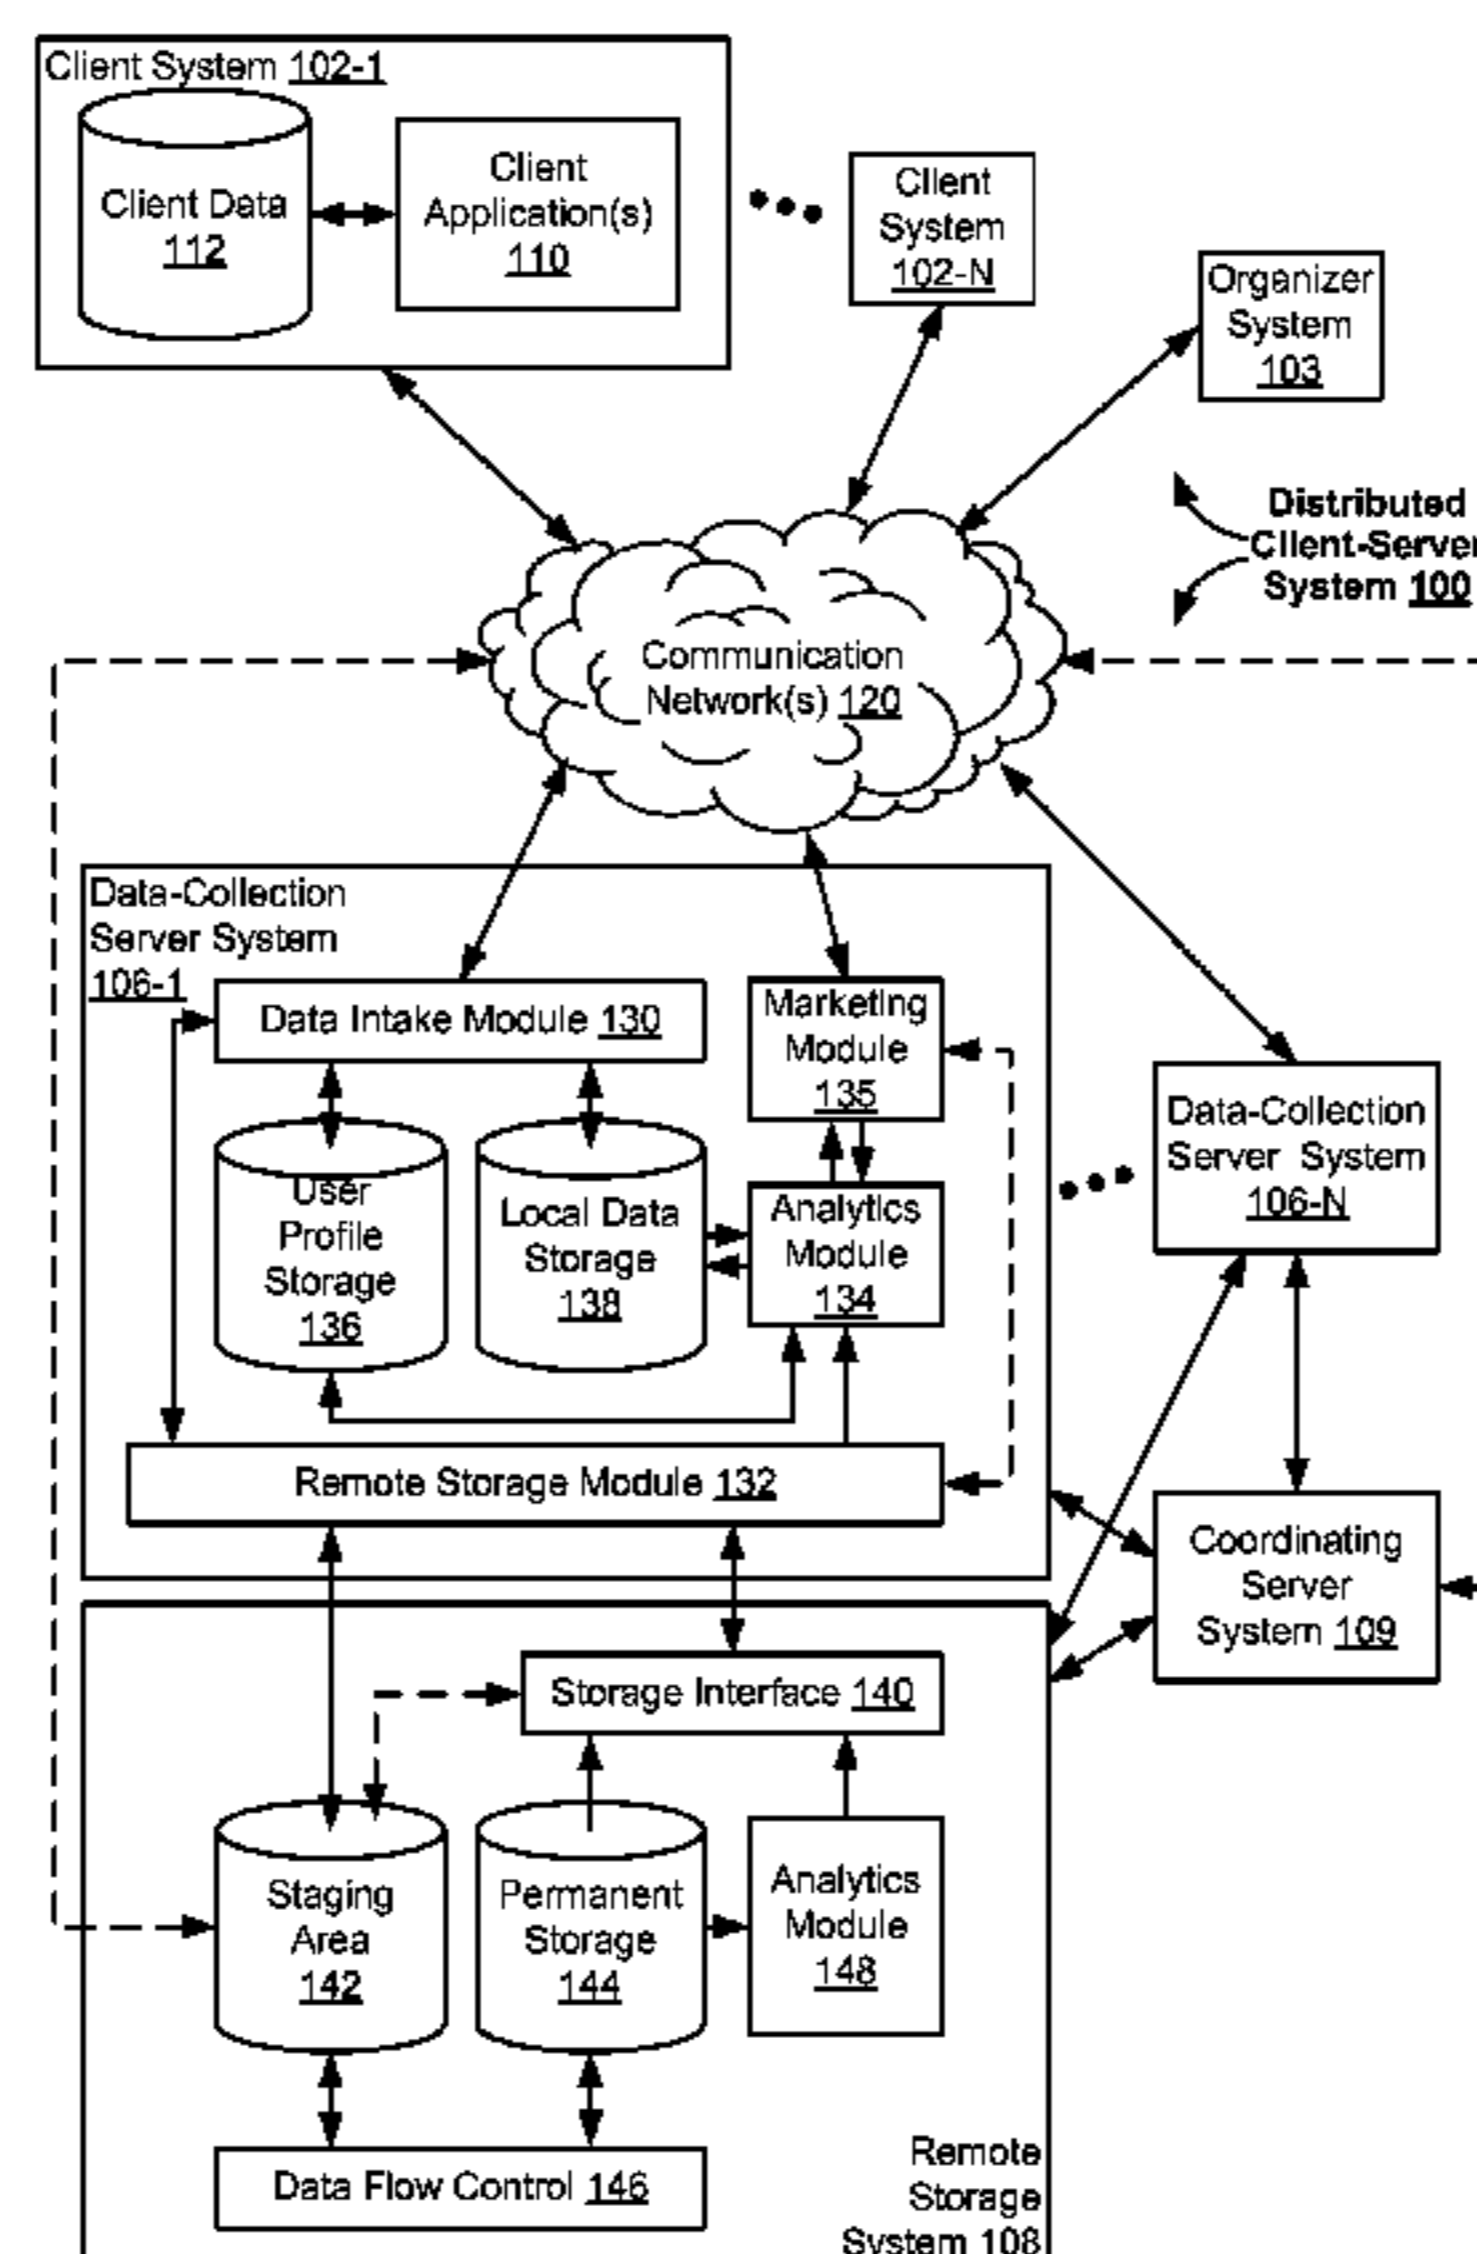 Client System 102-1
Client Data
112
Client
Application(s)
110
Client
System
102-N
Organizer
System
103
Distributed
Client-Server
System 100
Communication
Network(s) 120
Data-Collection
Server System
106-1
Data Intake Module 130
Marketing
Module
135
User
Profile
Storage
136
Local Data
Storage
138
Analytics
Module
134
Data-Collection
Server System
106-N
Remote Storage Module 132
Coordinating
Server
System 109
Storage Interface 140
Staging
Area
142
Permanent
Storage
144
Analytics
Module
148
Data Flow Control 146
Remote
Storage
System 108